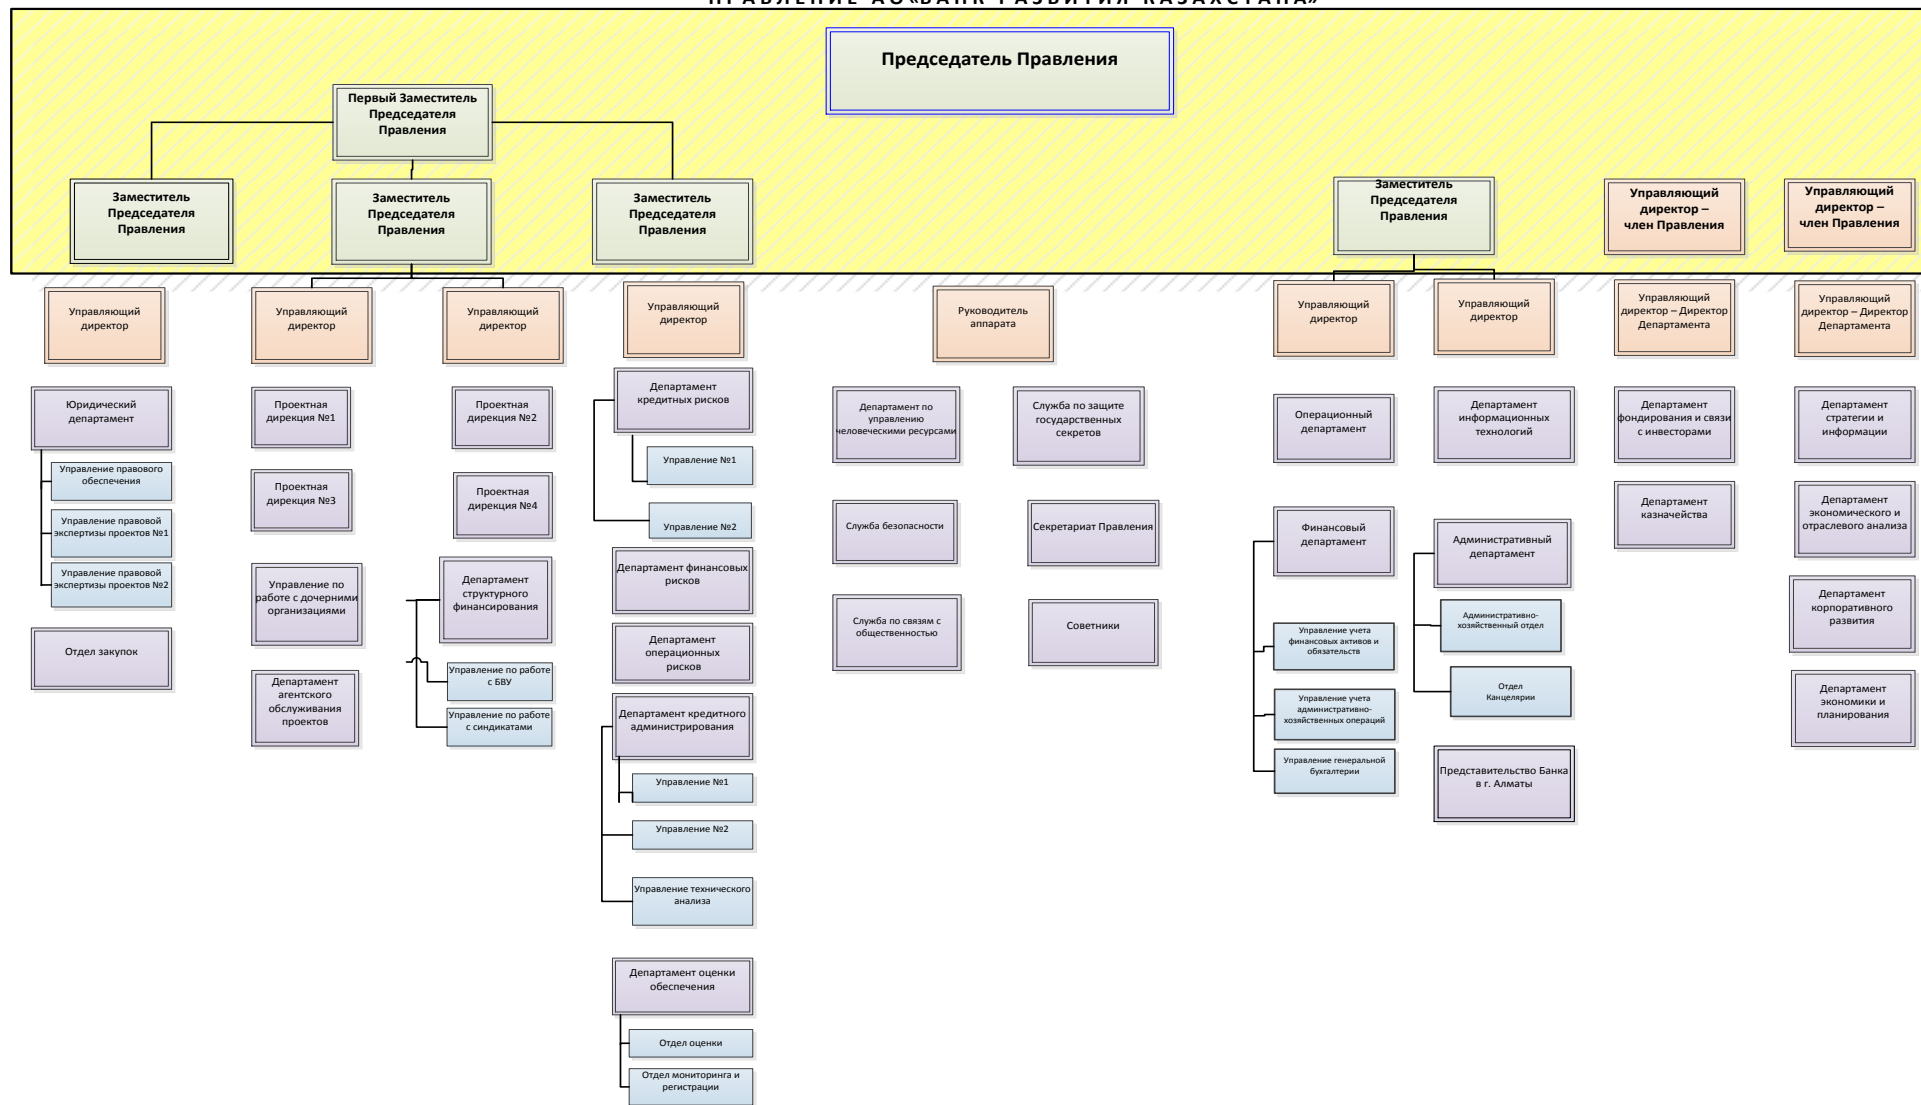 ПРАВЛЕНИЕ АО «БАНК РАЗВИТИЯ КАЗАХСТАНА»
Председатель Правления
Первый Заместитель
Председателя
Правления
Заместитель
Председателя
Правления
Заместитель
Председателя
Правления
Заместитель
Председателя
Правления
Заместитель
Председателя
Правления
Управляющий
директор –
член Правления
Управляющий
директор –
член Правления
Управляющий
директор
Управляющий
директор
Управляющий
директор
Управляющий
директор
Руководитель
аппарата
Управляющий
директор
Управляющий
директор
Управляющий
директор – Директор
Департамента
Управляющий
директор – Директор
Департамента
Юридический
департамент
Управление правового
обеспечения
Управление правовой
экспертизы проектов №1
Управление правовой
экспертизы проектов №2
Отдел закупок
Проектная
дирекция №1
Проектная
дирекция №3
Управление по
работе с дочерними
организациями
Департамент
агентского
обслуживания
проектов
Проектная
дирекция №2
Проектная
дирекция №4
Департамент
структурного
финансирования
Управление по работе
с БВУ
Управление по работе
с синдикатами
Департамент
кредитных рисков
Управление №1
Управление №2
Департамент финансовых
рисков
Департамент
операционных
рисков
Департамент кредитного
администрирования
Управление №1
Управление №2
Управление технического
анализа
Департамент оценки
обеспечения
Отдел оценки
Отдел мониторинга и
регистрации
Департамент по
управлению
человеческими ресурсами
Служба безопасности
Служба по связям с
общественностью
Служба по защите
государственных
секретов
Секретариат Правления
Советники
Операционный
департамент
Финансовый
департамент
Управление учета
финансовых активов и
обязательств
Управление учета
административно-
хозяйственных операций
Управление генеральной
бухгалтерии
Департамент
информационных
технологий
Административный
департамент
Административно-
хозяйственный отдел
Отдел
Канцелярии
Представительство Банка
в г. Алматы
Департамент
фондирования и связи
с инвесторами
Департамент
казначейства
Департамент
стратегии и
информации
Департамент
экономического и
отраслевого анализа
Департамент
корпоративного
развития
Департамент
экономики и
планирования